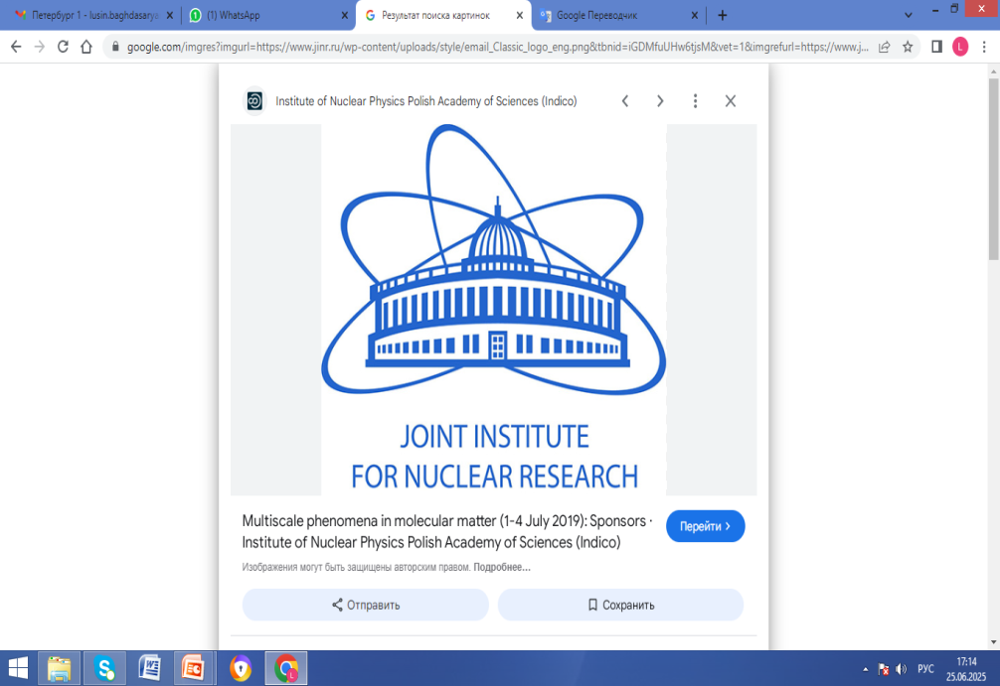 Петербург 1 - lusin.baghdasarya
(1) WhatsApp
Результат поиска картинок
Google Переводчик
google.com/imgres?imgurl=https://www.jinr.ru/wp-content/uploads/style/email_Classic_logo_eng.png&tbnid=iGDMfuUHw6tjsM&vet=1&imgrefurl=https://www.j...
L
Institute of Nuclear Physics Polish Academy of Sciences (Indico)
JOINT INSTITUTE
FOR NUCLEAR RESEARCH
Multiscale phenomena in molecular matter (1-4 July 2019): Sponsors ·
Institute of Nuclear Physics Polish Academy of Sciences (Indico)
Перейти
Изображения могут быть защищены авторским правом. Подробнее...
Отправить
Сохранить
РУС
17:14
25.06.2025